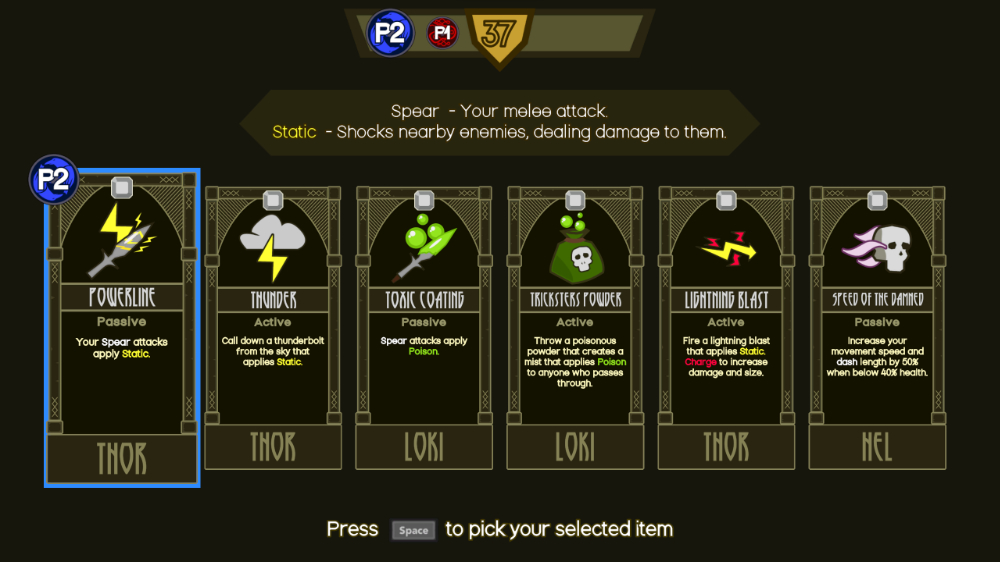 P2 P1 37
Spear - Your melee attack.
Static - Shocks nearby enemies, dealing damage to them.
P2
POWERLINE
Passive
Your Spear attacks
apply Static.
THOR
THUNDER
Active
Call down a thunderbolt
from the sky that
applies Static.
THOR
TOXIC COATING
Passive
Spear attacks apply
Poison.
LOKI
TRICKSTERS POWDER
Active
Throw a poisonous
powder that creates a
mist that applies Poison
to anyone who passes
through.
LOKI
LIGHTNING BLAST
Active
Fire a lightning blast
that applies Static.
Charge to increase
damage and size.
THOR
SPEED OF THE DAMNED
Passive
Increase your
movement speed and
dash length by 50%
when below 40% health.
HEL
Press Space to pick your selected item